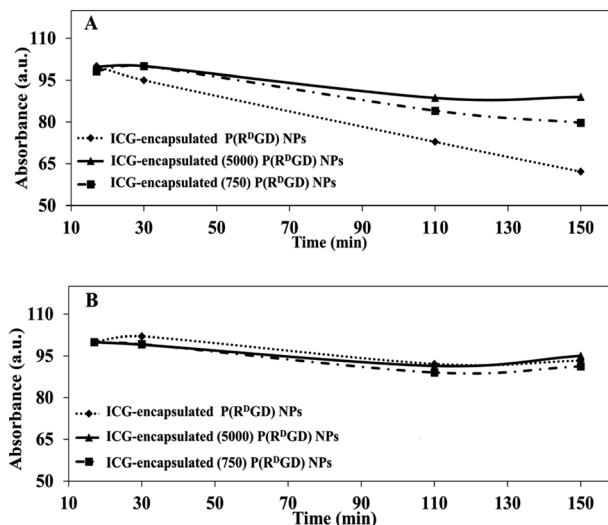 A
Absorbance (a.u.)
110
95
80
65
50
ICG-encapsulated P(RᴰGD) NPs
ICG-encapsulated (5000) P(RᴰGD) NPs
ICG-encapsulated (750) P(RᴰGD) NPs
10 30 50 70 90 110 130 150
Time (min)
B
Absorbance (a.u.)
110
95
80
65
50
ICG-encapsulated P(RᴰGD) NPs
ICG-encapsulated (5000) P(RᴰGD) NPs
ICG-encapsulated (750) P(RᴰGD) NPs
10 30 50 70 90 110 130 150
Time (min)